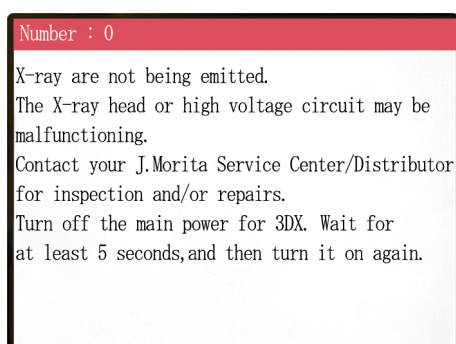 Number : 0
X-ray are not being emitted.
The X-ray head or high voltage circuit may be
malfunctioning.
Contact your J.Morita Service Center/Distributor
for inspection and/or repairs.
Turn off the main power for 3DX. Wait for
at least 5 seconds,and then turn it on again.